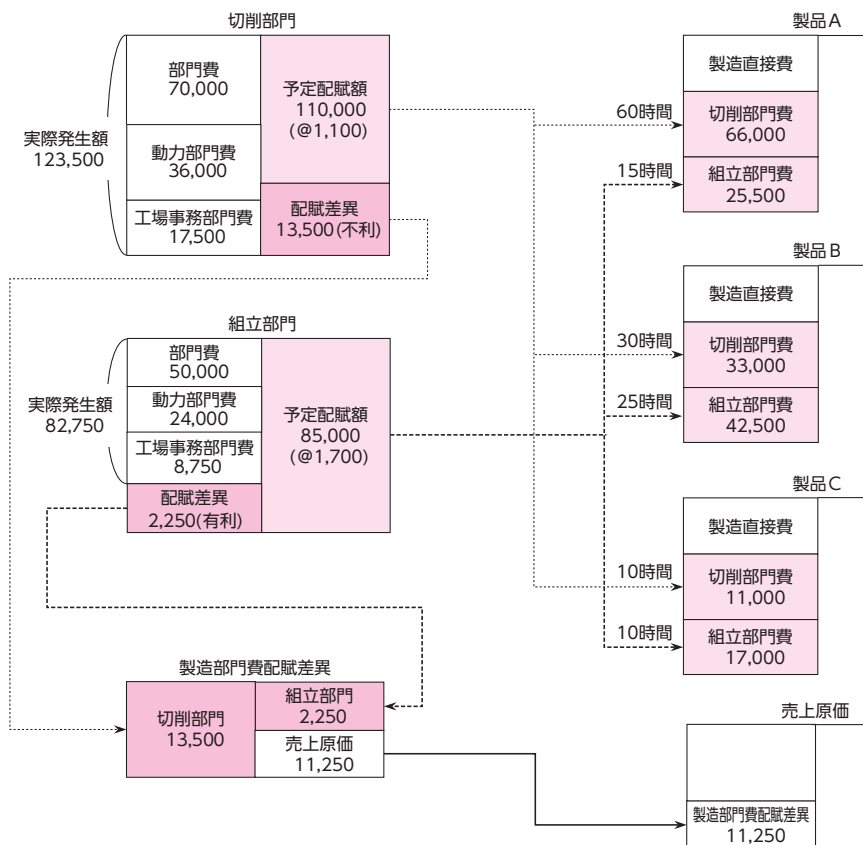 切削部門
部門費
70,000
予定配賦額
110,000
(@1,100)
実際発生額
123,500
動力部門費
36,000
工場事務部門費
17,500
配賦差異
13,500(不利)
組立部門
部門費
50,000
実際発生額
82,750
動力部門費
24,000
予定配賦額
85,000
(@1,700)
工場事務部門費
8,750
配賦差異
2,250(有利)
製造部門費配賦差異
切削部門
13,500
組立部門
2,250
売上原価
11,250
製品A
製造直接費
60時間
切削部門費
66,000
15時間
組立部門費
25,500
製品B
製造直接費
30時間
切削部門費
33,000
25時間
組立部門費
42,500
製品C
製造直接費
10時間
切削部門費
11,000
10時間
組立部門費
17,000
売上原価
製造部門費配賦差異
11,250